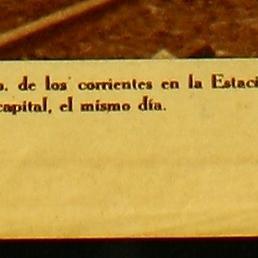 de los corrientes en la Estaci
capital, el mismo día.